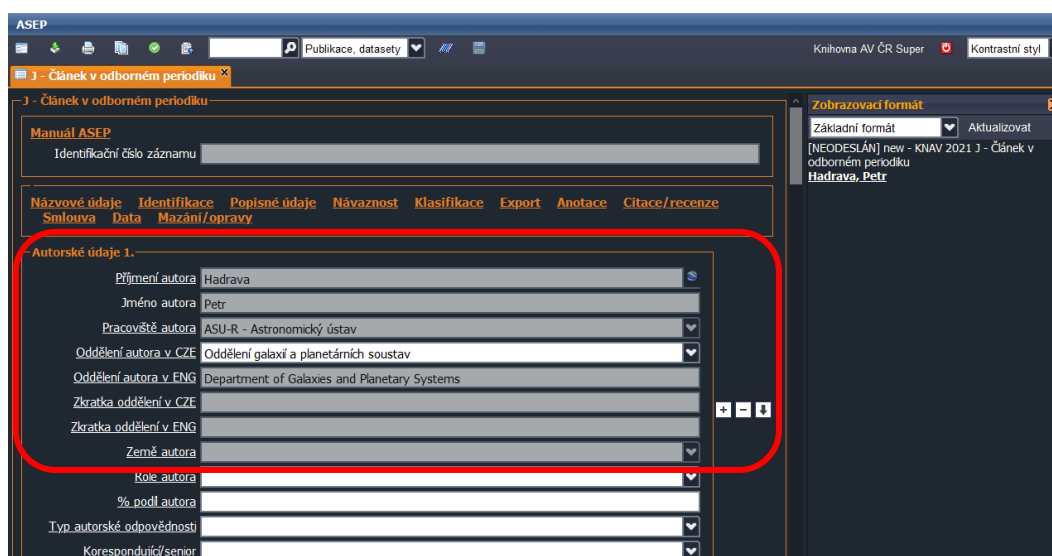 ASEP
Publikace, datasety
Knihovna AV ČR Super
Kontrastní styl
J - Článek v odborném periodiku
J - Článek v odborném periodiku
Manuál ASEP
Identifikační číslo záznamu
Názvové údaje Identifikace Popisné údaje Návaznost Klasifikace Export Anotace Citace/recenze
Smlouva Data Mazání/opravy
Autorské údaje 1.
Příjmení autora Hadrava
Jméno autora Petr
Pracoviště autora ASU-R - Astronomický ústav
Oddělení autora v CZE Oddělení galaxií a planetárních soustav
Oddělení autora v ENG Department of Galaxies and Planetary Systems
Zkratka oddělení v CZE
Zkratka oddělení v ENG
Země autora
Role autora
% podíl autora
Typ autorské odpovědnosti
Korespondující/senior
Zobrazovací formát
Základní formát Aktualizovat
[NEODESLÁN] new - KNAV 2021 J - Článek v
odborném periodiku
Hadrava, Petr